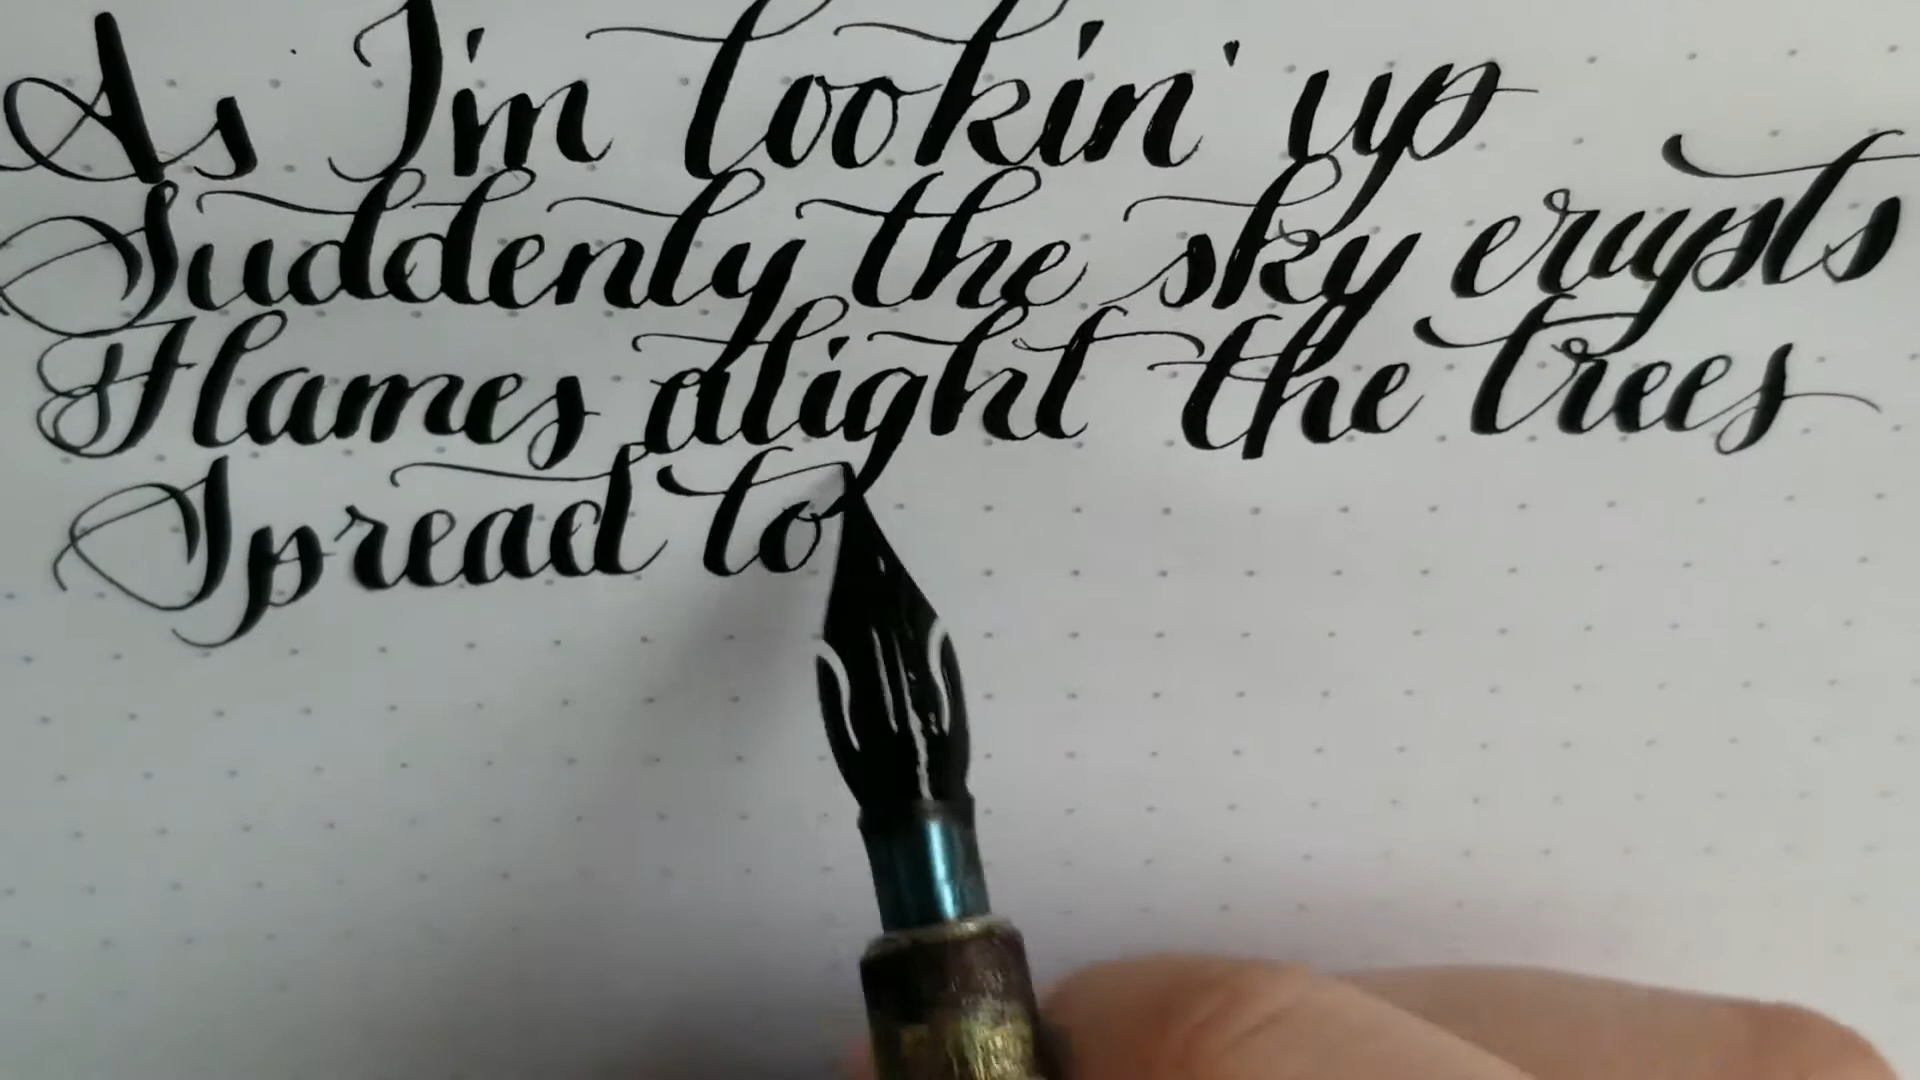 As I'm lookin' up
Suddenly the sky erupts
Flames alight the trees
Spread to